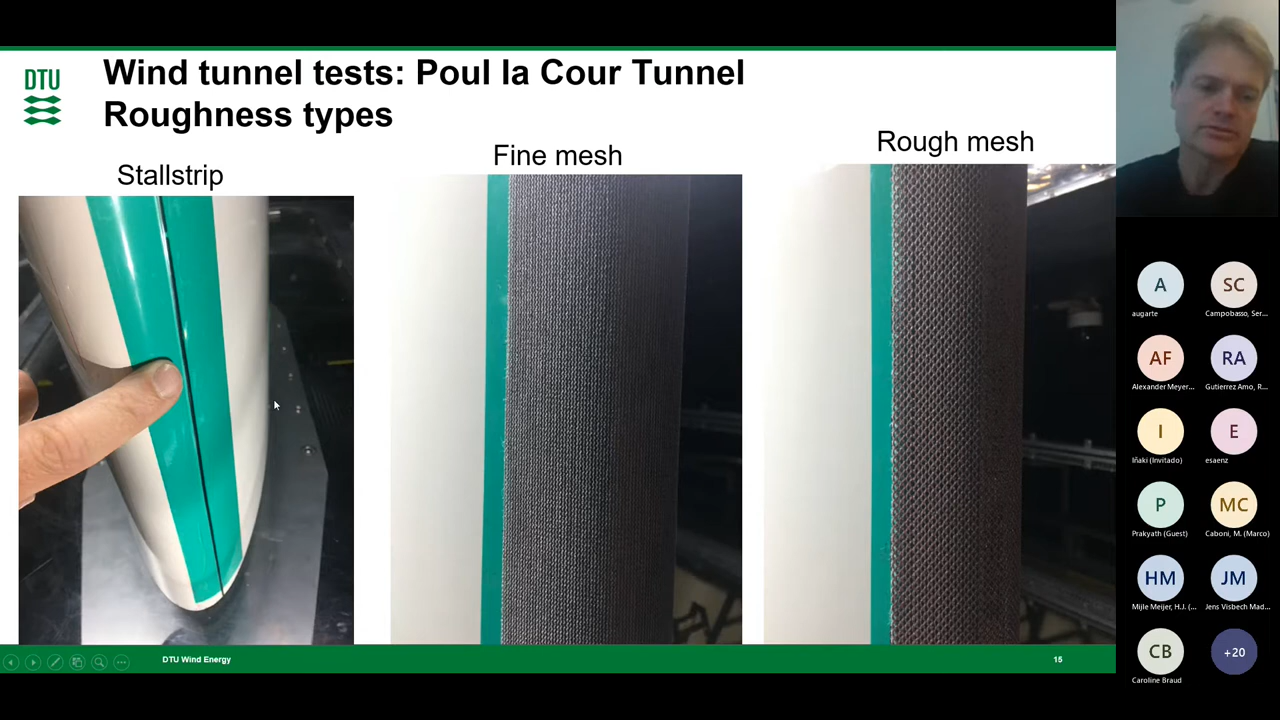 DTU
Wind tunnel tests: Poul la Cour Tunnel
Roughness types
Stallstrip
Fine mesh
Rough mesh
DTU Wind Energy
15
A
augarte
SC
Campobasso, Ser...
AF
Alexander Meyer...
RA
Gutierrez Amo, R...
I
Iñaki (Invitado)
E
esaenz
P
Prakyath (Guest)
MC
Caboni, M. (Marco)
HM
Mijle Meijer, H.J. (...
JM
Jens Visbech Mad...
CB
Caroline Braud
+20